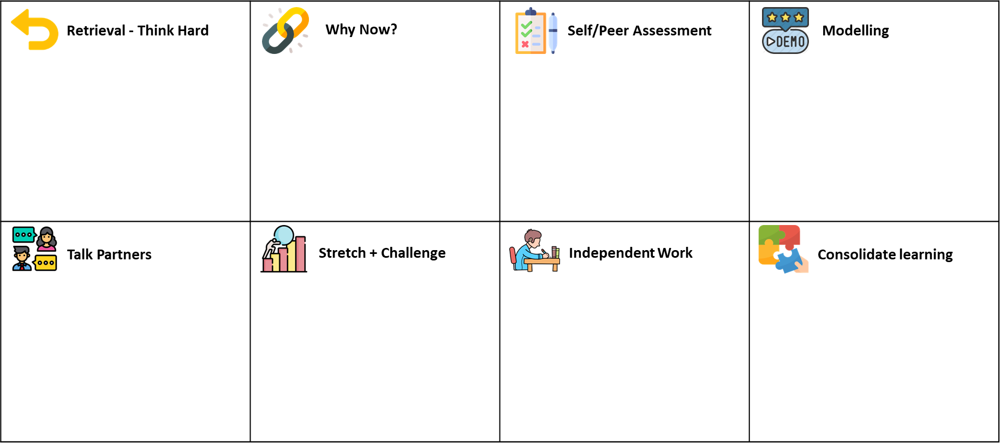 Retrieval - Think Hard
Why Now?
Self/Peer Assessment
DEMO
Modelling
Talk Partners
Stretch + Challenge
Independent Work
Consolidate learning